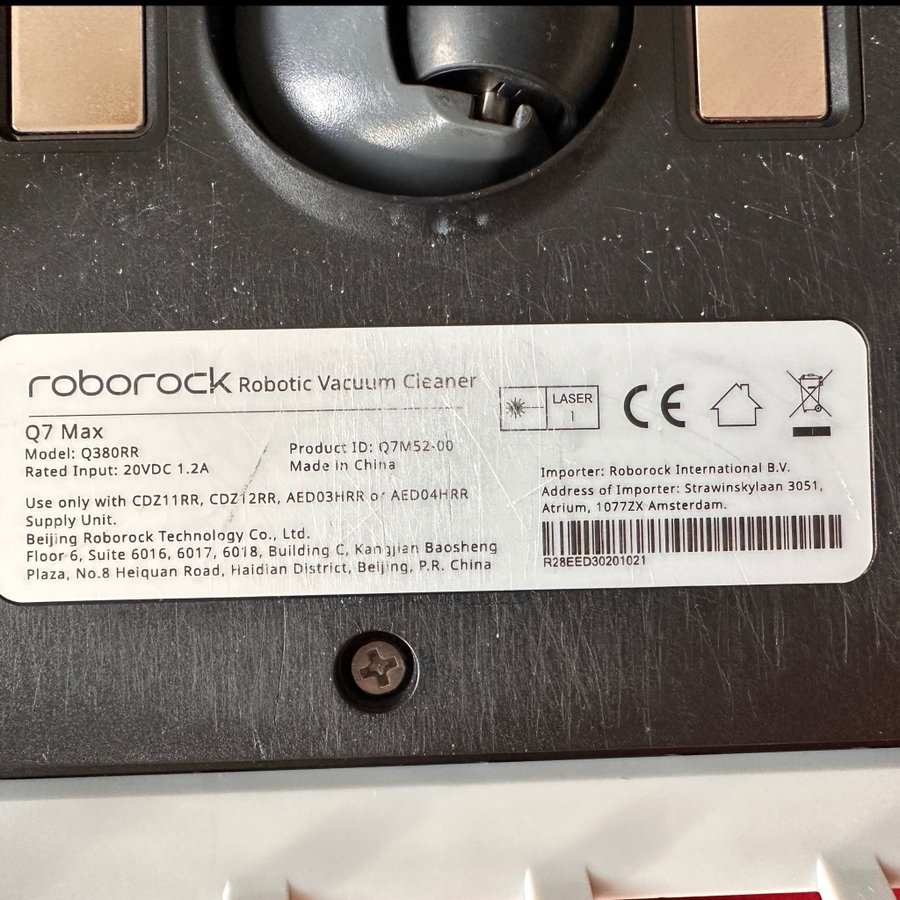 roborock Robotic Vacuum Cleaner
Q7 Max
Model: Q380RR
Rated Input: 20VDC 1.2A
Product ID: Q7M52-00
Made in China
Use only with CDZ11RR, CDZ12RR, AED03HRR or AED04HRR
Supply Unit.
Beijing Roborock Technology Co., Ltd.
Floor 6, Suite 6016, 6017, 6018, Building C, Kangjian Baosheng
Plaza, No.8 Heiquan Road, Haidian District, Beijing, P.R. China
LASER
1
CE
Importer: Roborock International B.V.
Address of Importer: Strawinskylaan 3051,
Atrium, 1077ZX Amsterdam.
R28EED30201021